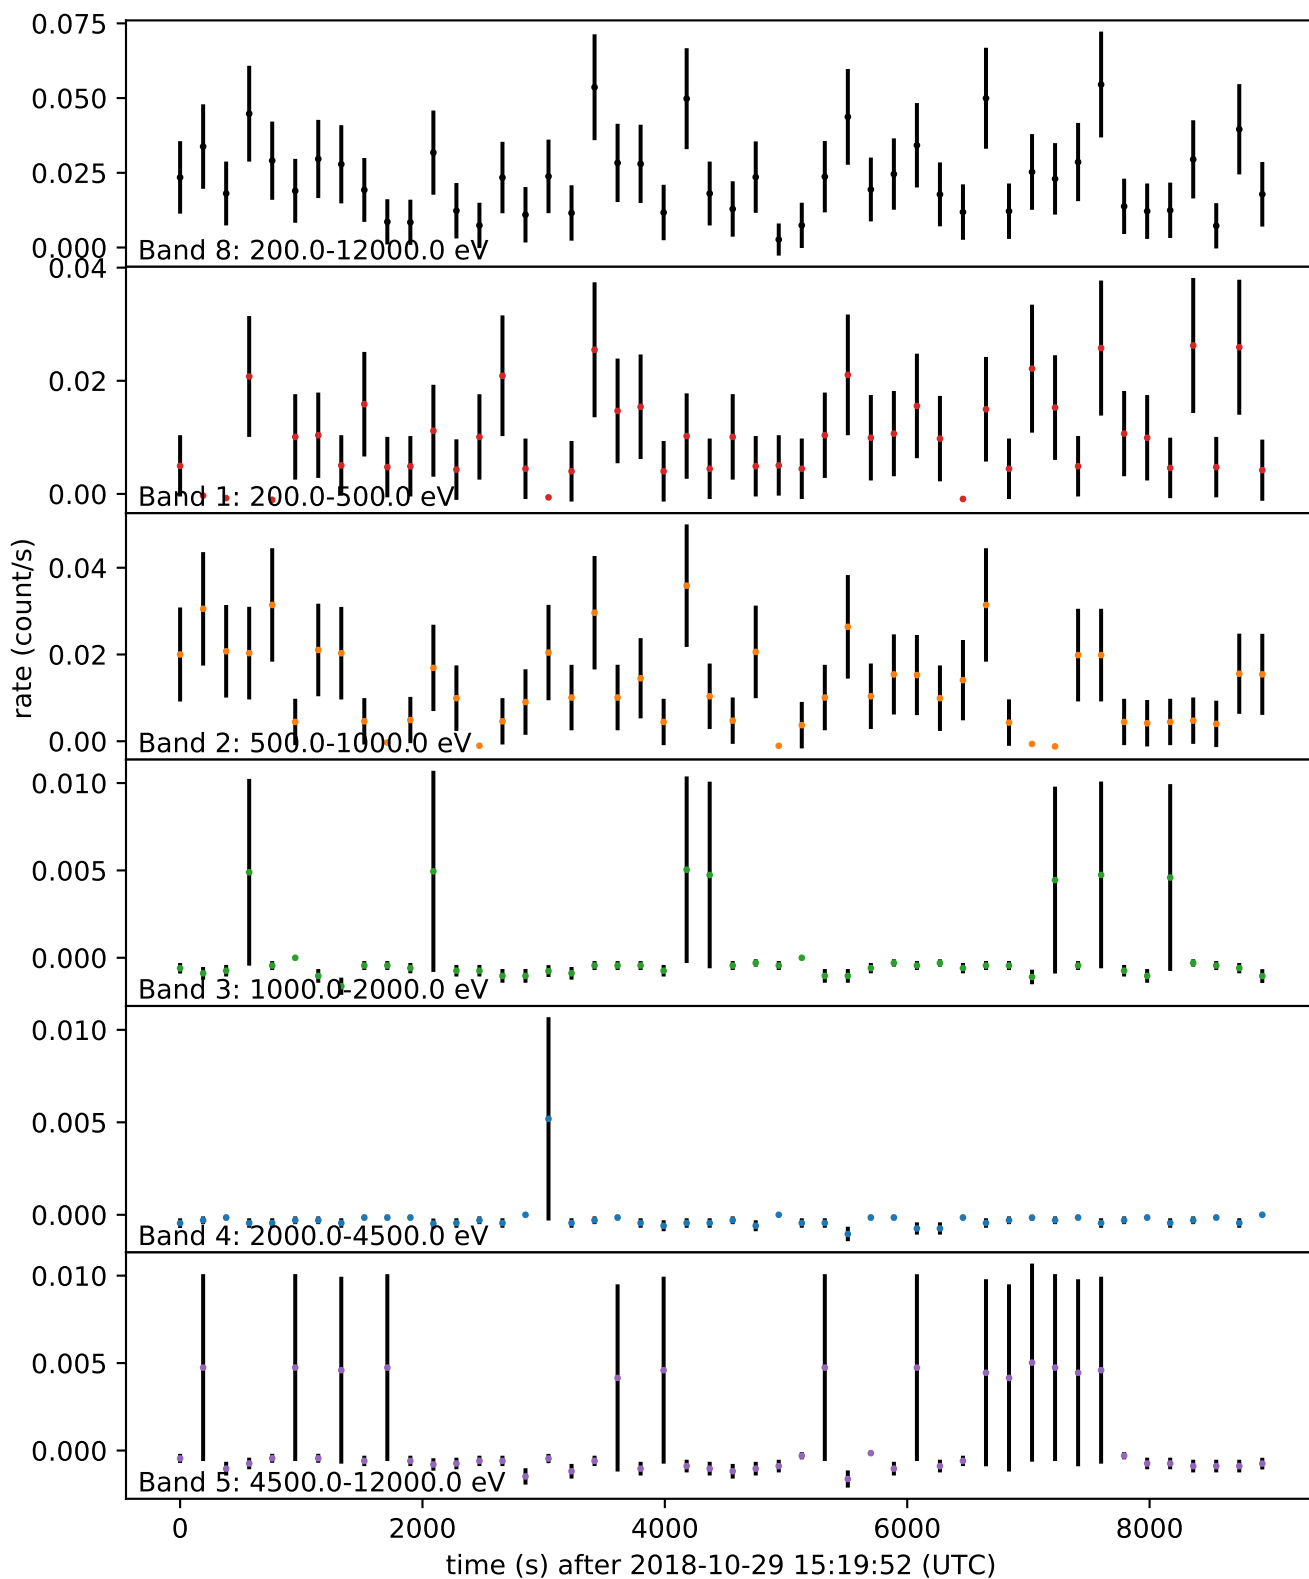 0.075
0.050
0.025
0.000
Band 8: 200.0-12000.0 eV
0.04
0.02
0.00
Band 1: 200.0-500.0 eV
0.04
0.02
0.00
Band 2: 500.0-1000.0 eV
rate (count/s)
0.010
0.005
0.000
Band 3: 1000.0-2000.0 eV
0.010
0.005
0.000
Band 4: 2000.0-4500.0 eV
0.010
0.005
0.000
Band 5: 4500.0-12000.0 eV
0 2000 4000 6000 8000
time (s) after 2018-10-29 15:19:52 (UTC)